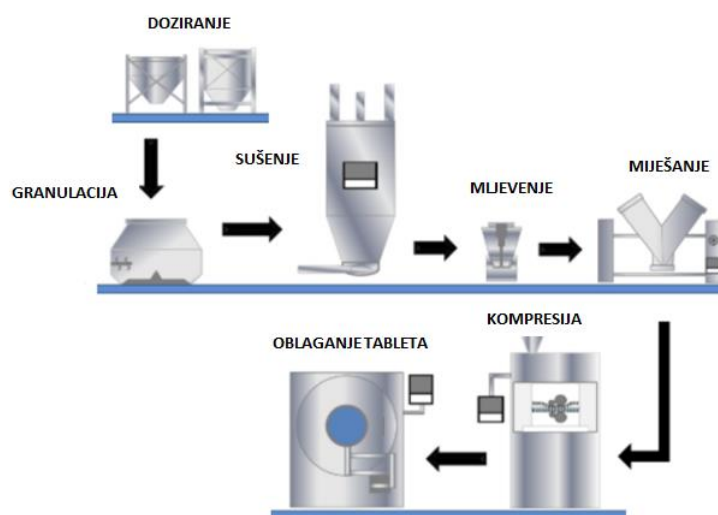 DOZIRANJE
SUŠENJE
GRANULACIJA
MLJEVENJE
MIJEŠANJE
KOMPRESIJA
OBLAGANJE TABLETA